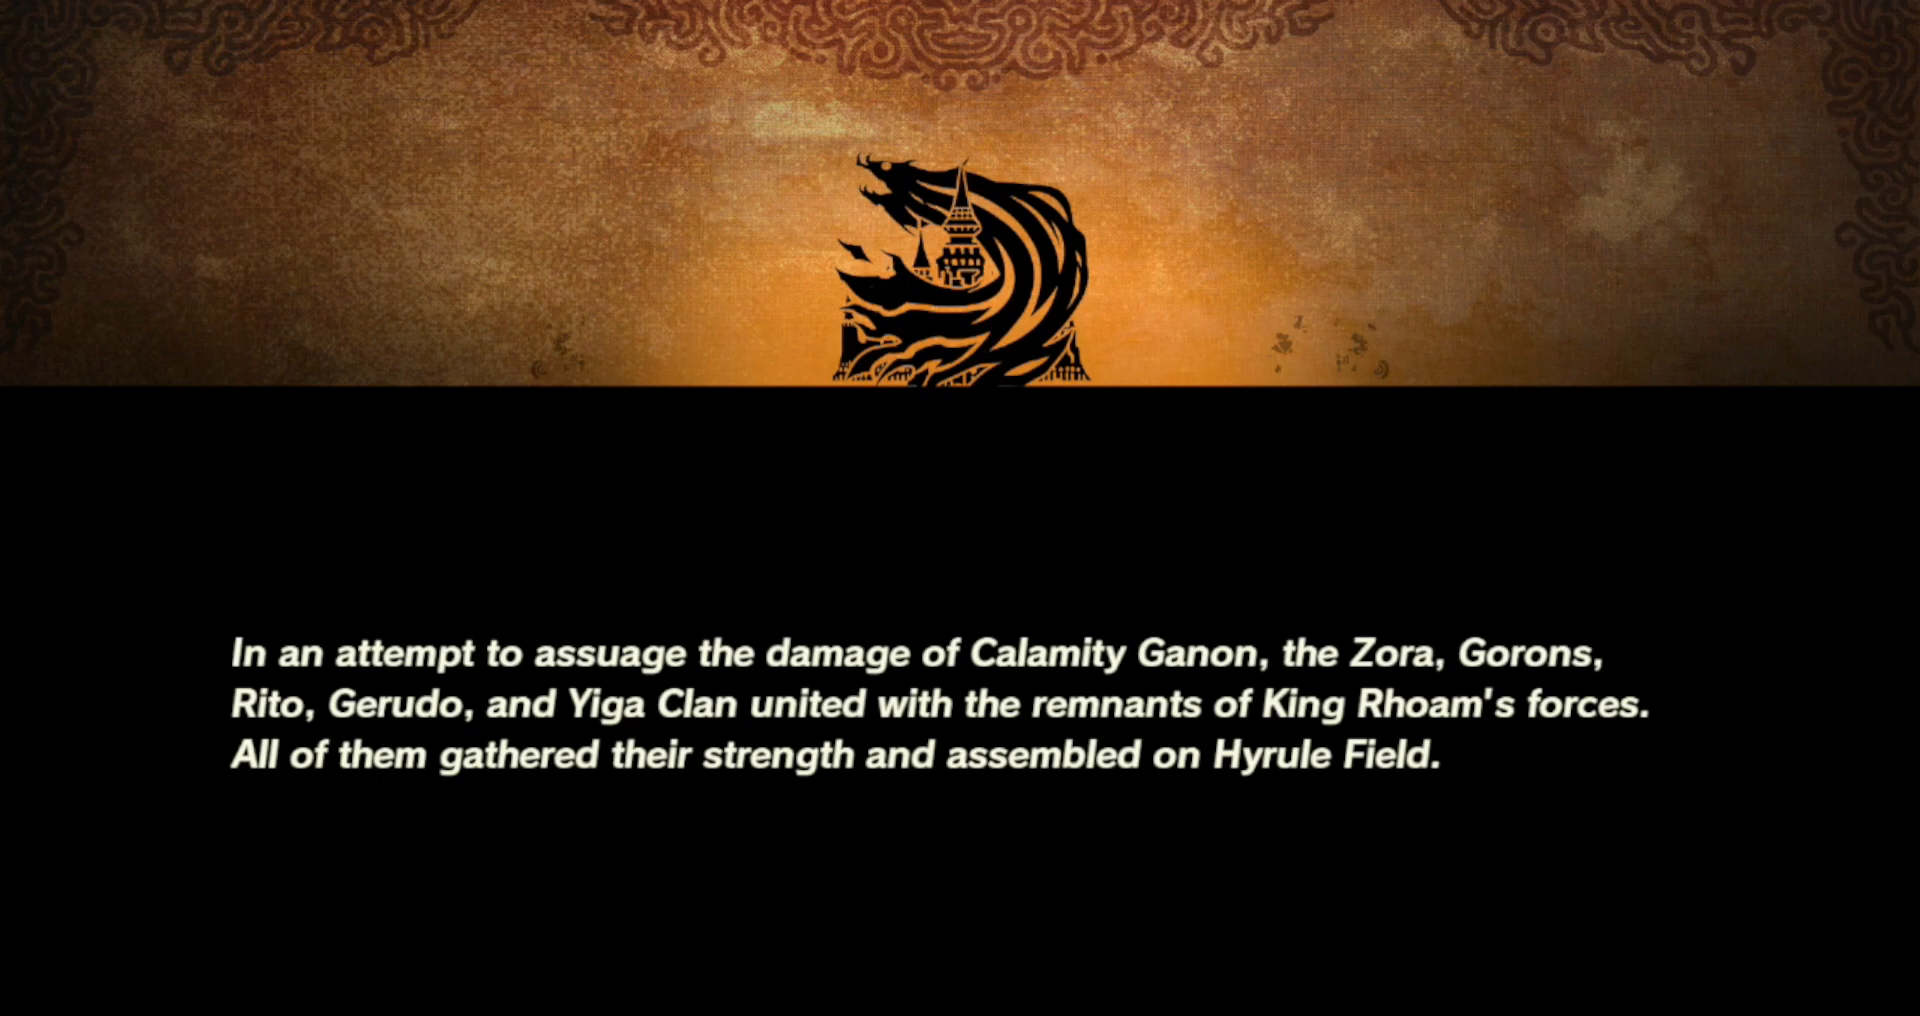 In an attempt to assuage the damage of Calamity Ganon, the Zora, Gorons,
Rito, Gerudo, and Yiga Clan united with the remnants of King Rhoam's forces.
All of them gathered their strength and assembled on Hyrule Field.